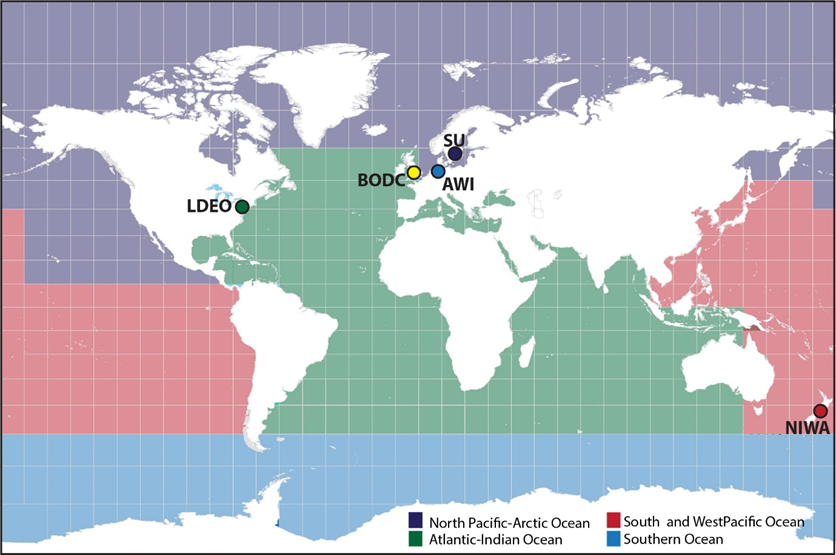 SU
BODC
AWI
LDEO
NIWA
North Pacific-Arctic Ocean
South and WestPacific Ocean
Atlantic-Indian Ocean
Southern Ocean